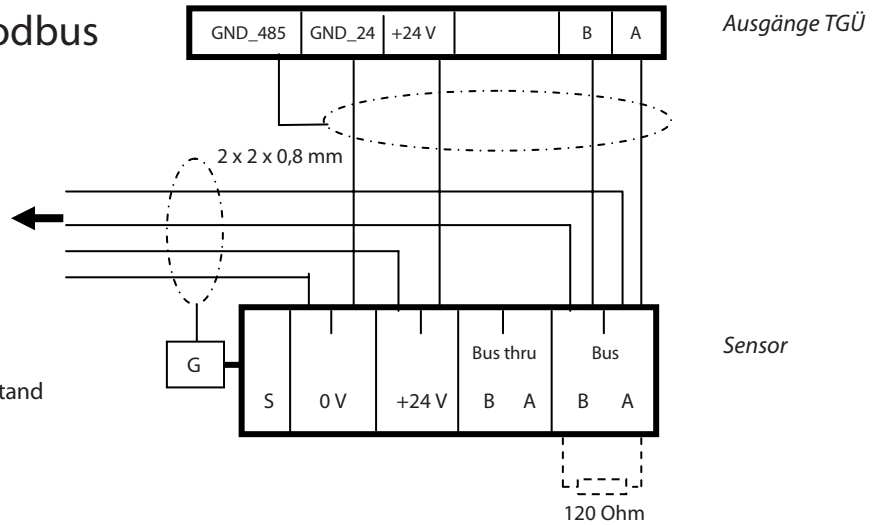 odbus
GND_485 GND_24 +24 V B A
Ausgänge TGÜ
2 x 2 x 0,8 mm
G
Sensor
tand
Bus thru Bus
S 0 V +24 V B A B A
120 Ohm